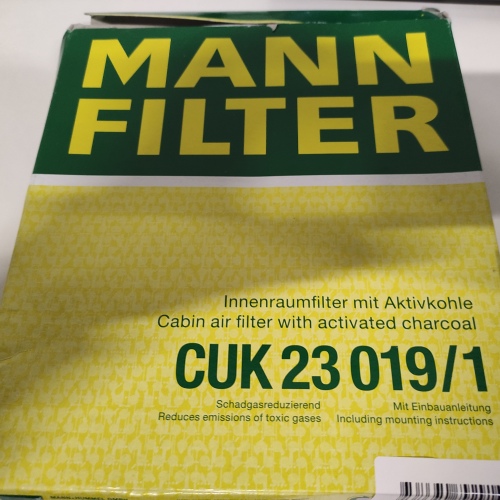 MANN
FILTER
Innenraumfilter mit Aktivkohle
Cabin air filter with activated charcoal
CUK 23 019/1
Schadgasreduzierend
Reduces emissions of toxic gases
Mit Einbauanleitung
Including mounting instructions